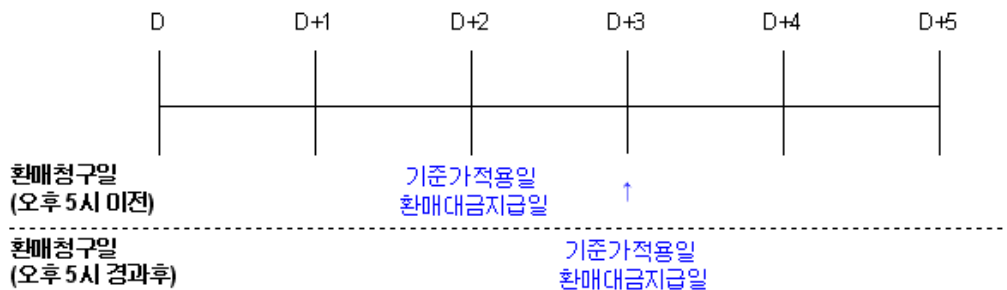 D D+1 D+2 D+3 D+4 D+5
환매청구일 기준가적용일
(오후 5시 이전) 환매대금지급일 ↑
환매청구일 기준가적용일
(오후 5시 경과후) 환매대금지급일